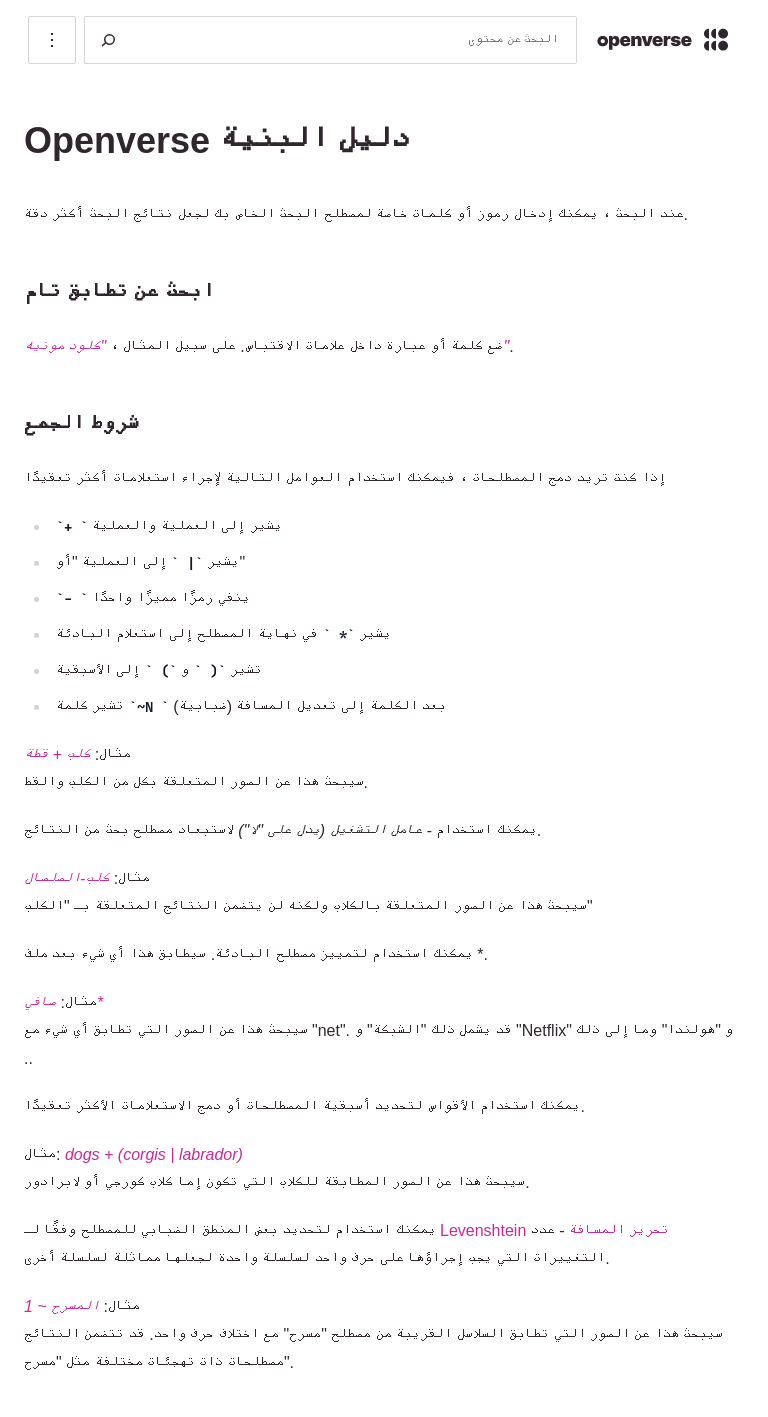 openverse
البحث عن محتوى
دليل البنية Openverse
عند البحث ، يمكنك إدخال رموز أو كلمات خاصة لمصطلح البحث الخاص بك لجعل نتائج البحث أكثر دقة.
ابحث عن تطابق تام
ضع كلمة أو عبارة داخل علامات الاقتباس. على سبيل المثال ، "كلود مونيه".
شروط الجمع
إذا كنت تريد دمج المصطلحات ، فيمكنك استخدام العوامل التالية لإجراء استعلامات أكثر تعقيدًا
يشير إلى العملية والعملية ` +`
يشير ` | ` إلى العملية "أو"
ينفي رمزًا مميزًا واحدًا ` -`
يشير ` * ` في نهاية المصطلح إلى استعلام البادئة
تشير ` ( ` و ` ) ` إلى الأسبقية
بعد الكلمة إلى تعديل المسافة (ضبابية) ` ~N` تشير كلمة
مثال: كلب + قطة
سيبحث هذا عن الصور المتعلقة بكل من الكلب والقط.
يمكنك استخدام - عامل التشغيل (يدل على "لا") لاستبعاد مصطلح بحث من النتائج.
مثال: كلب-الصلصال
سيبحث هذا عن الصور المتعلقة بالكلاب ولكنه لن يتضمن النتائج المتعلقة بـ "الكلب"
يمكنك استخدام لتمييز مصطلح البادئة. سيطابق هذا أي شيء بعد ملف *.
مثال: صافي*
سيبحث هذا عن الصور التي تطابق أي شيء مع "net". قد يشمل ذلك "الشبكة" و "Netflix" و "هولندا" وما إلى ذلك
..
يمكنك استخدام الأقواس لتحديد أسبقية المصطلحات أو دمج الاستعلامات الأكثر تعقيدًا.
مثال: dogs + (corgis | labrador)
سيبحث هذا عن الصور المطابقة للكلاب التي تكون إما كلاب كورجي أو لابرادور.
يمكنك استخدام لتحديد بعض المنطق الضبابي للمصطلح وفقًا لـ Levenshtein تحرير المسافة - عدد
التغييرات التي يجب إجراؤها على حرف واحد لسلسلة واحدة لجعلها مماثلة لسلسلة أخرى.
مثال: المسرح ~ 1
سيبحث هذا عن الصور التي تطابق السلاسل القريبة من مصطلح "مسرح" مع اختلاف حرف واحد. قد تتضمن النتائج
مصطلحات ذات تهجئات مختلفة مثل "مسرح".